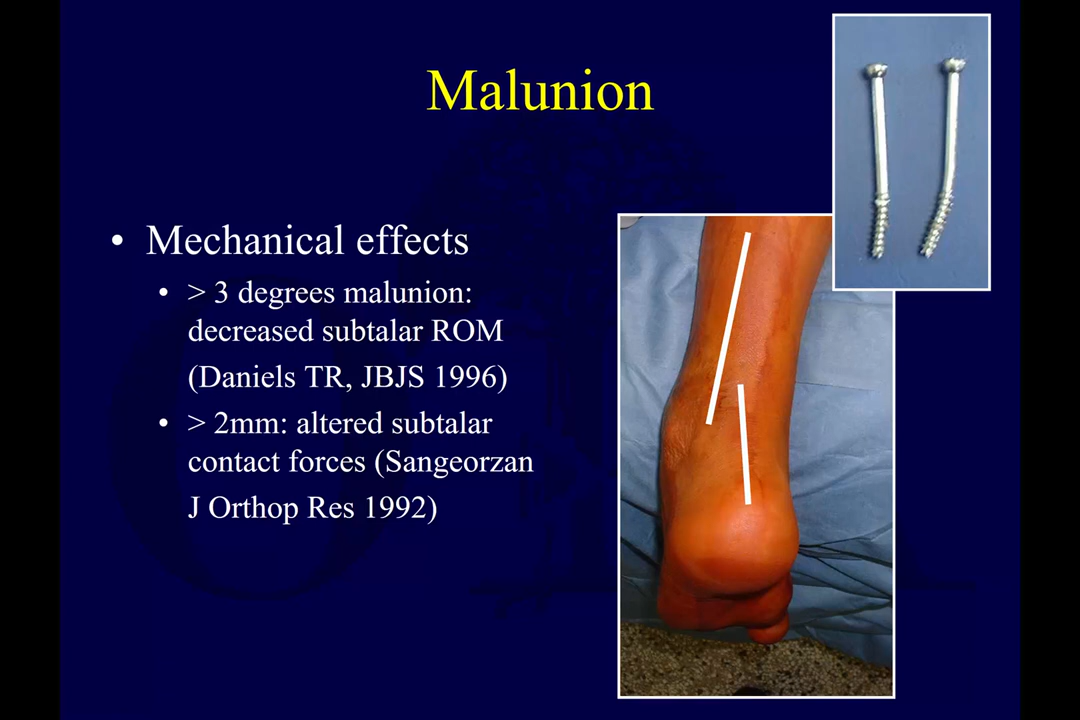 Malunion
• Mechanical effects
• > 3 degrees malunion:
decreased subtalar ROM
(Daniels TR, JBJS 1996)
• > 2mm: altered subtalar
contact forces (Sangeorzan
J Orthop Res 1992)